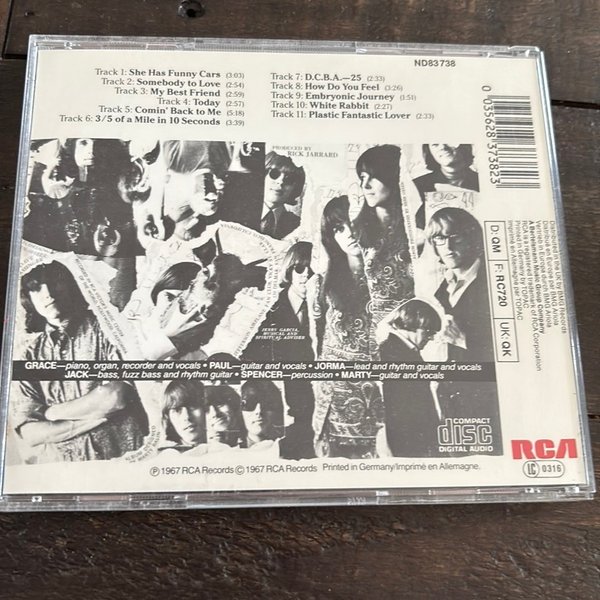 ND83738
Track 1: She Has Funny Cars (3:03)
Track 2: Somebody to Love (2:54)
Track 3: My Best Friend (2:59)
Track 4: Today (2:57)
Track 5: Comin' Back to Me (5:18)
Track 6: 3/5 of a Mile in 10 Seconds (3:39)
Track 7: D.C.B.A.—25 (2:33)
Track 8: How Do You Feel (3:26)
Track 9: Embryonic Journey (1:51)
Track 10: White Rabbit (2:27)
Track 11: Plastic Fantastic Lover (2:33)
0 035628 373823
PRODUCED BY
RICK JARRARD
JERRY GARCIA,
MUSICAL AND
SPIRITUAL ADVISER
D: QM
F: RC720
UK: QK
GRACE—piano, organ, recorder and vocals • PAUL—guitar and vocals • JORMA—lead and rhythm guitar and vocals
JACK—bass, fuzz bass and rhythm guitar • SPENCER—percussion • MARTY—guitar and vocals
COMPACT
disc
DIGITAL AUDIO
RCA
LC 0316
Ⓟ 1967 RCA Records © 1967 RCA Records Printed in Germany/Imprimé en Allemagne.